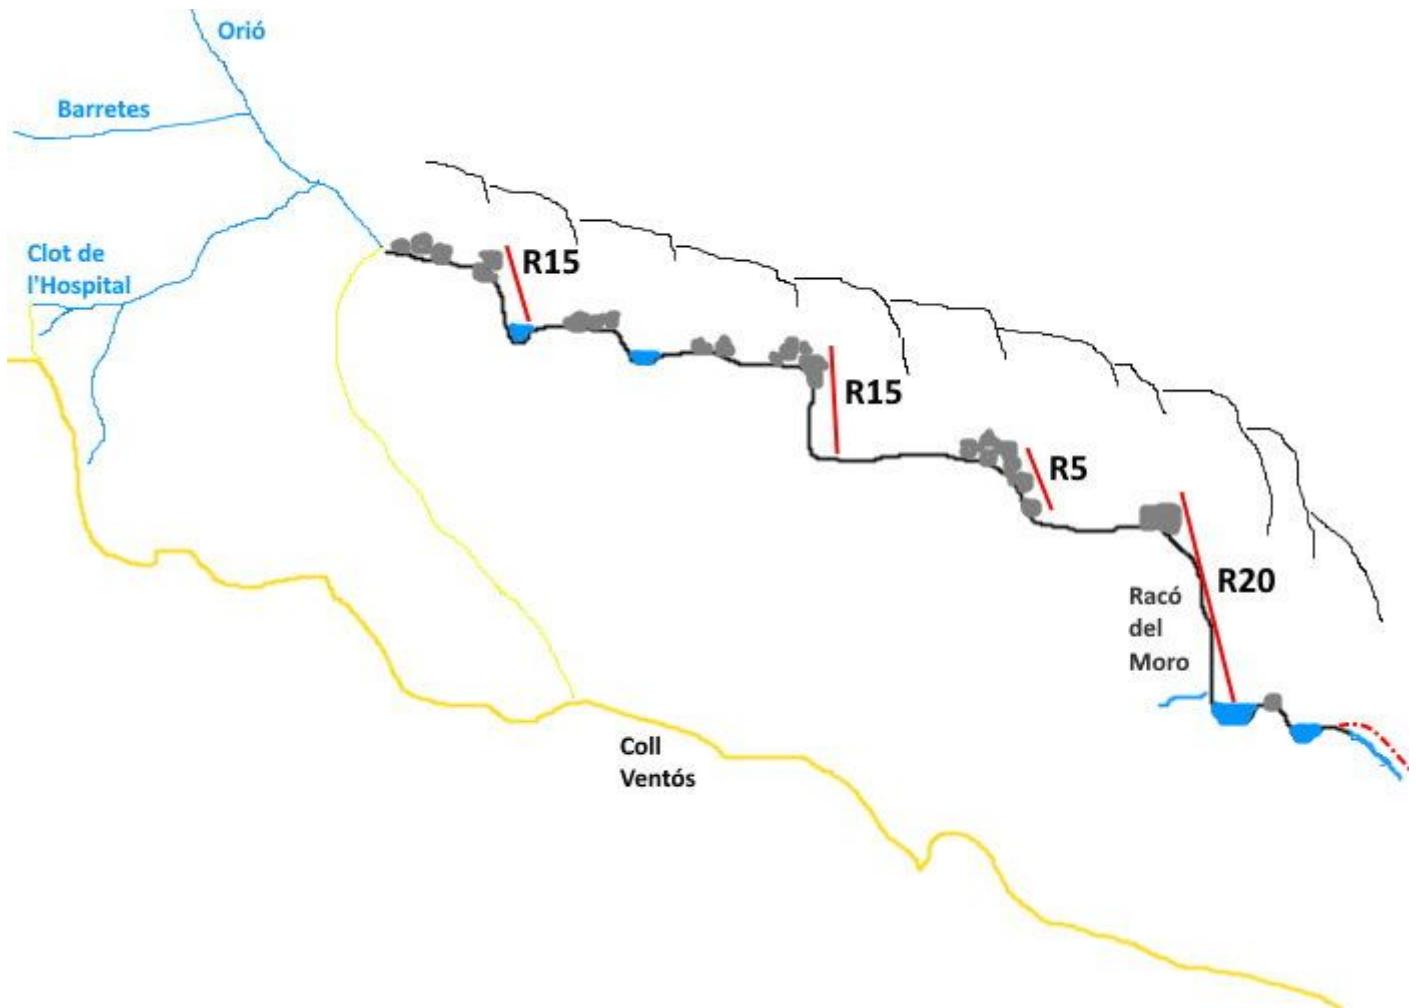 Orió
Barretes
Clot de
l'Hospital
R15
R15
R5
R20
Racó
del
Moro
Coll
Ventós